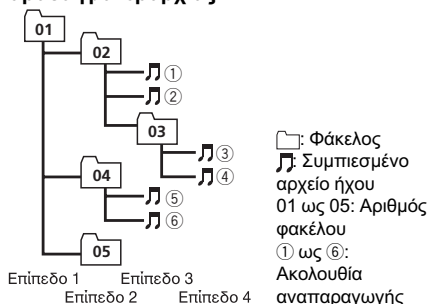 01
02
①
②
03
③
④
04
⑤
⑥
05
Επίπεδο 1 Επίπεδο 3
Επίπεδο 2 Επίπεδο 4
: Φάκελος
: Συμπιεσμένο
αρχείο ήχου
01 ως 05: Αριθμός
φακέλου
① ως ⑥:
Ακολουθία
αναπαραγωγής